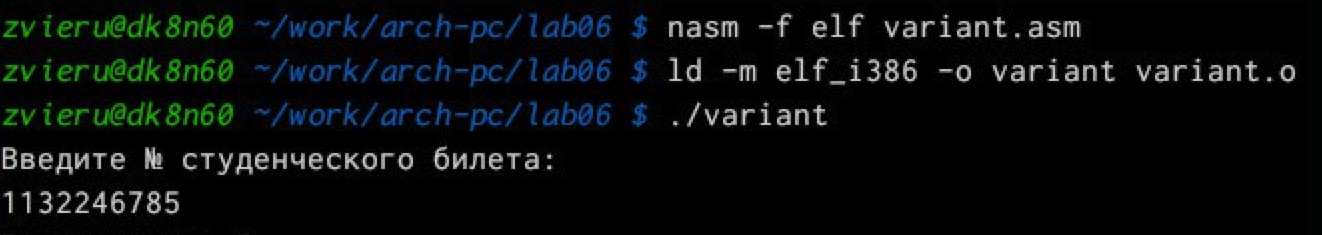 zvieru@dk8n60 ~/work/arch-pc/lab06 $ nasm -f elf variant.asm
zvieru@dk8n60 ~/work/arch-pc/lab06 $ ld -m elf_i386 -o variant variant.o
zvieru@dk8n60 ~/work/arch-pc/lab06 $ ./variant
Введите № студенческого билета:
1132246785